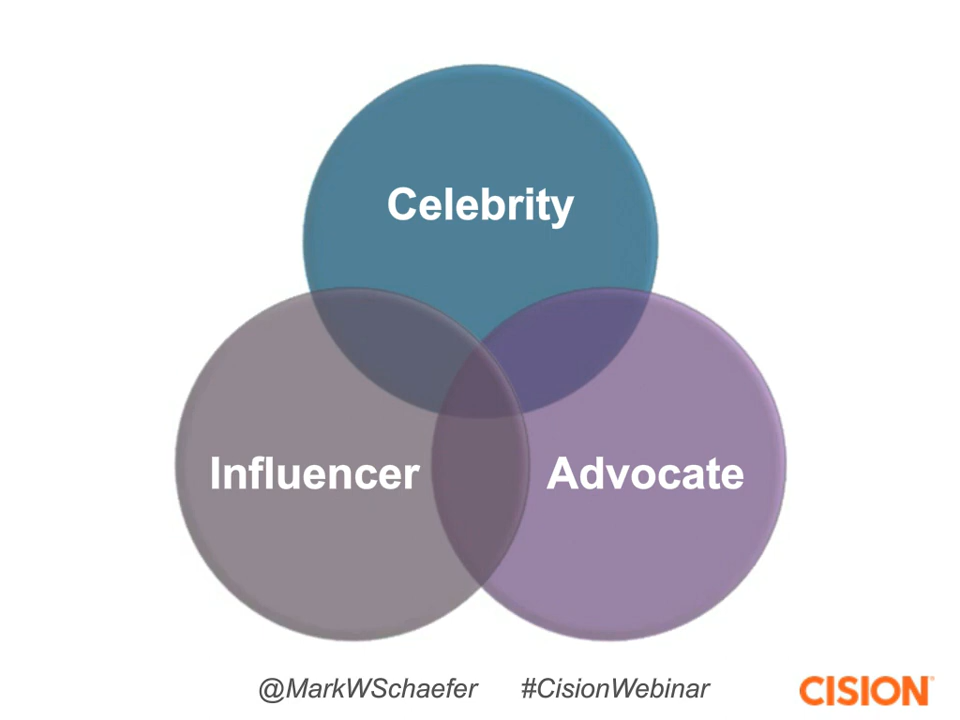 Celebrity
Influencer
Advocate
@MarkWSchaefer #CisionWebinar
CISION